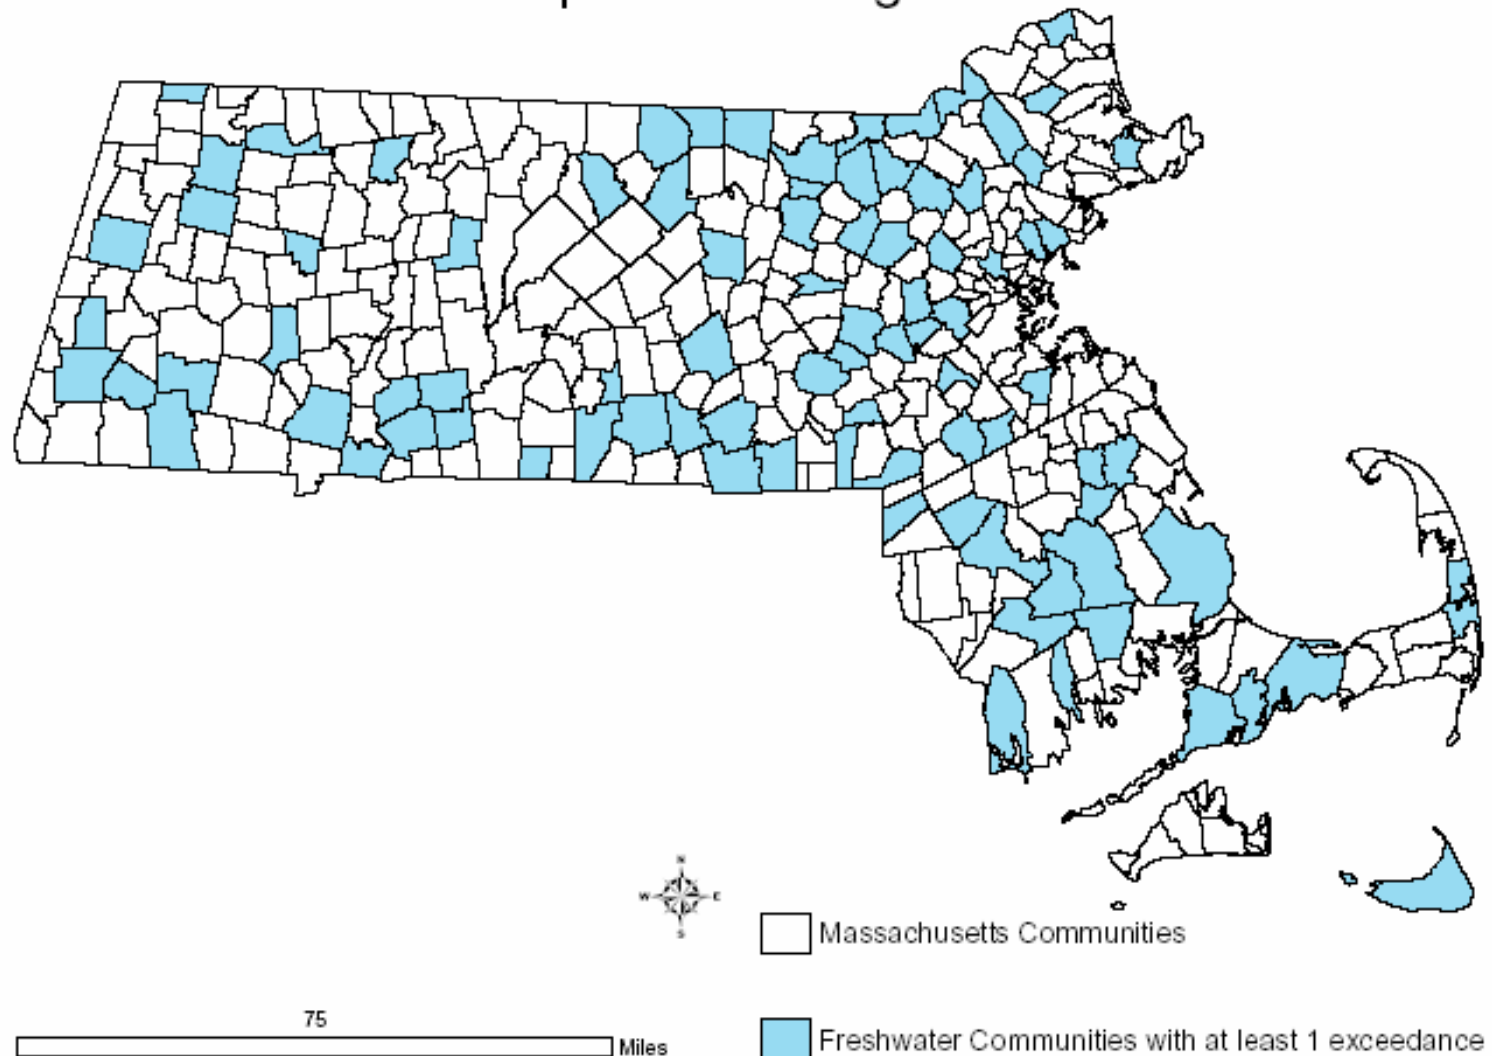 N
W E
S
Massachusetts Communities
75
Miles
Freshwater Communities with at least 1 exceedance